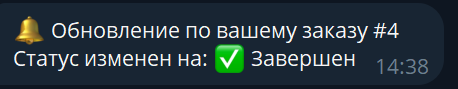 🔔 Обновление по вашему заказу #4
Статус изменен на: ✅ Завершен
14:38